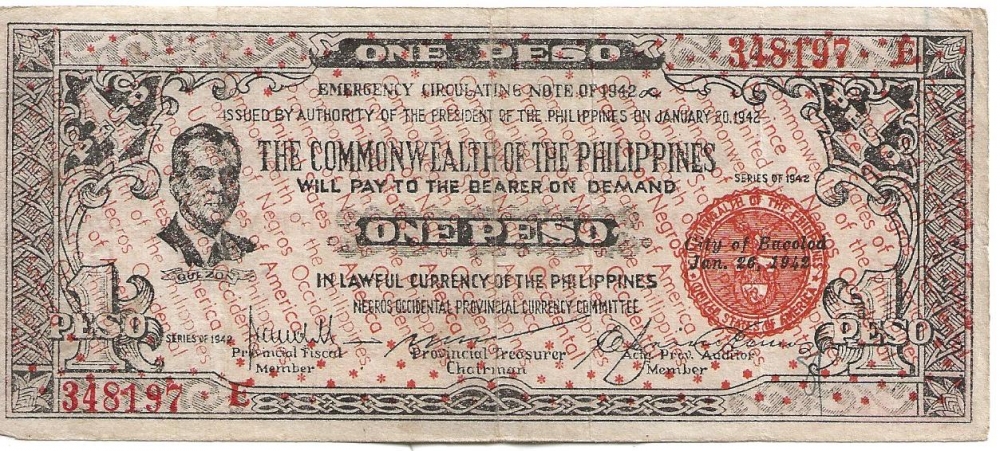 ONE PESO
348197 E
EMERGENCY CIRCULATING NOTE OF 1942
ISSUED BY AUTHORITY OF THE PRESIDENT OF THE PHILIPPINES ON JANUARY 20, 1942
THE COMMONWEALTH OF THE PHILIPPINES
WILL PAY TO THE BEARER ON DEMAND
SERIES OF 1942
ONE PESO
City of Bacolod
Jan. 26, 1942
QUEZON
IN LAWFUL CURRENCY OF THE PHILIPPINES
NEGROS OCCIDENTAL PROVINCIAL CURRENCY COMMITTEE
1 PESO
1 PESO
SERIES OF 1942
Provincial Fiscal
Member
Provincial Treasurer
Chairman
Actg. Prov. Auditor
Member
348197 E